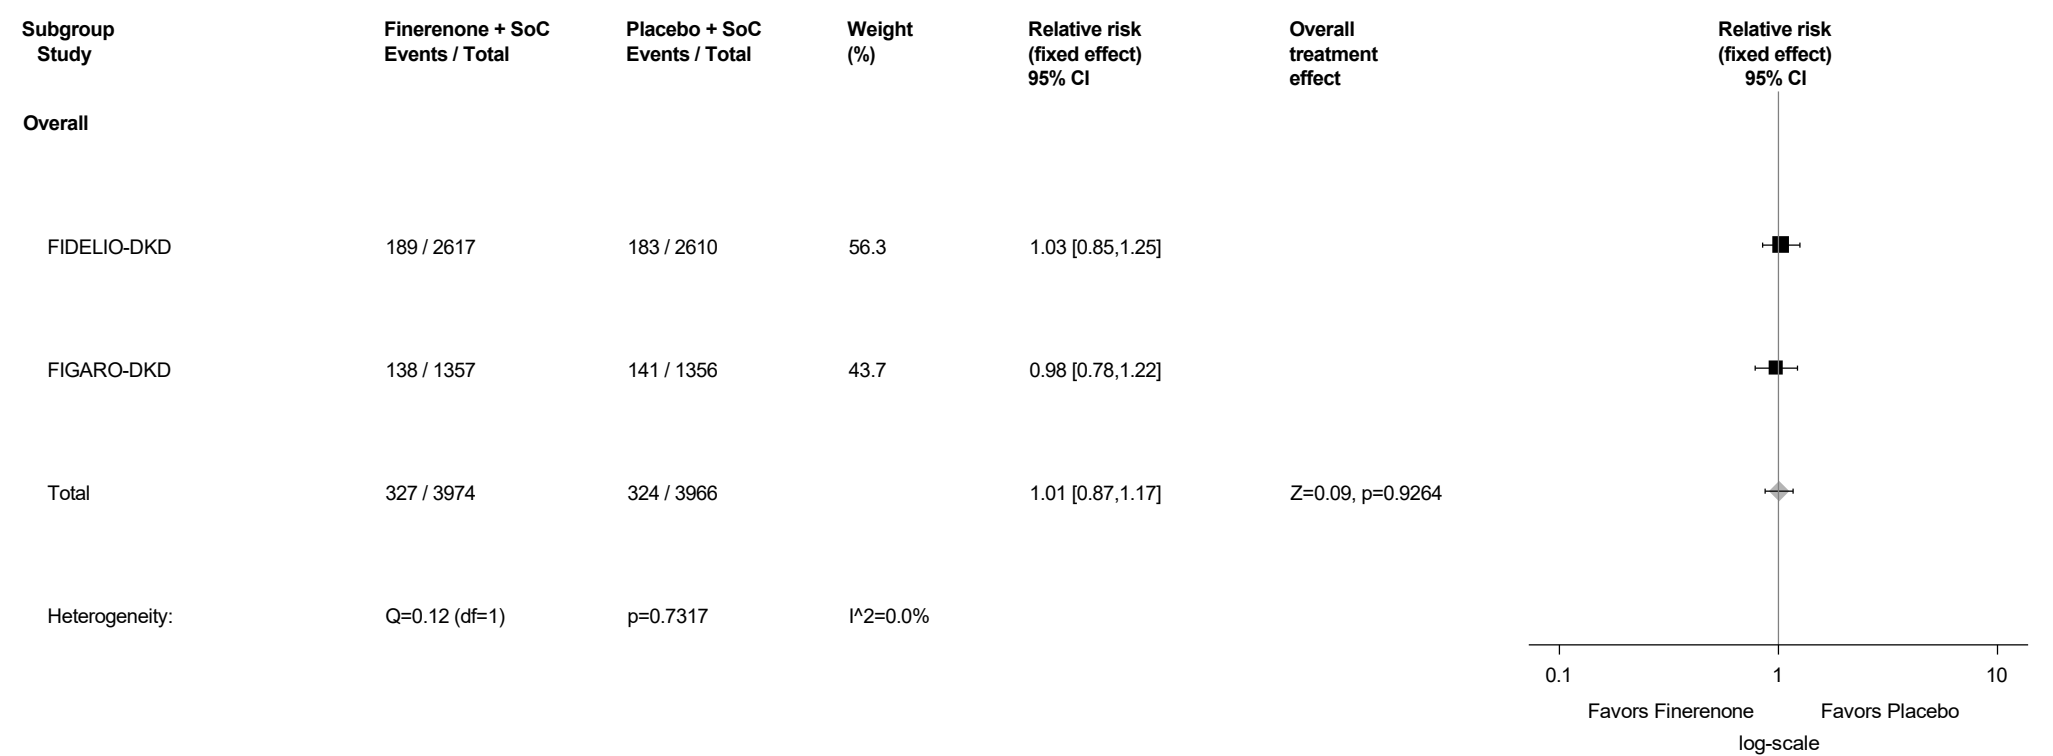 Subgroup Finerenone + SoC Placebo + SoC Weight Relative risk Overall Relative risk
Study Events / Total Events / Total (%) (fixed effect) treatment (fixed effect)
95% CI effect 95% CI
Overall
FIDELIO-DKD 189 / 2617 183 / 2610 56.3 1.03 [0.85,1.25]
FIGARO-DKD 138 / 1357 141 / 1356 43.7 0.98 [0.78,1.22]
Total 327 / 3974 324 / 3966 1.01 [0.87,1.17] Z=0.09, p=0.9264
Heterogeneity: Q=0.12 (df=1) p=0.7317 I^2=0.0%
0.1 1 10
Favors Finerenone Favors Placebo
log-scale